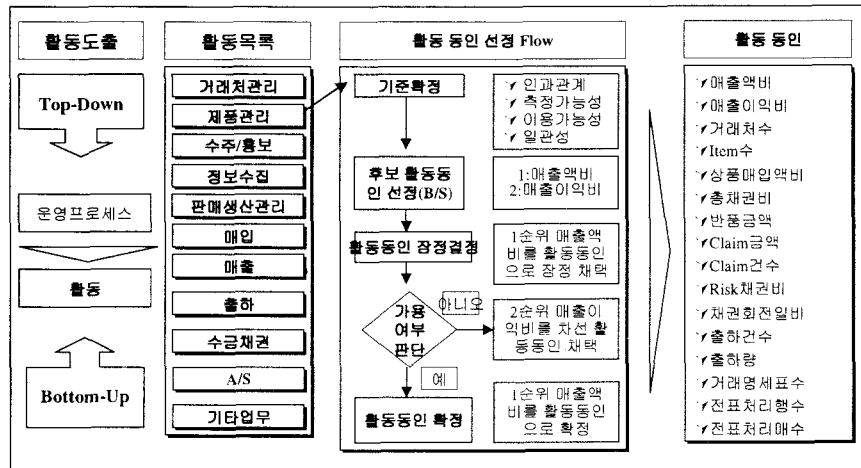 활동도출
Top-Down
운영프로세스
활동
Bottom-Up
활동목록
거래처관리
제품관리
수주/홍보
정보수집
판매생산관리
매입
매출
출하
수금채권
A/S
기타업무
활동 동인 선정 Flow
기준확정
인과관계
측정가능성
이용가능성
일관성
후보 활동동
인 선정(B/S)
1:매출액비
2:매출이익비
활동동인 잠정결정
1순위 매출액
비를 활동동인
으로 잠정 채택
가용
여부
판단
아니오
2순위 매출이
익비를 차선 활
동동인 채택
예
활동동인 확정
1순위 매출액
비를 활동동인
으로 확정
활동 동인
매출액비
매출이익비
거래처수
Item수
상품매입액비
총채권비
반품금액
Claim금액
Claim건수
Risk채권비
채권회전일비
출하건수
출하량
거래명세표수
전표처리행수
전표처리매수